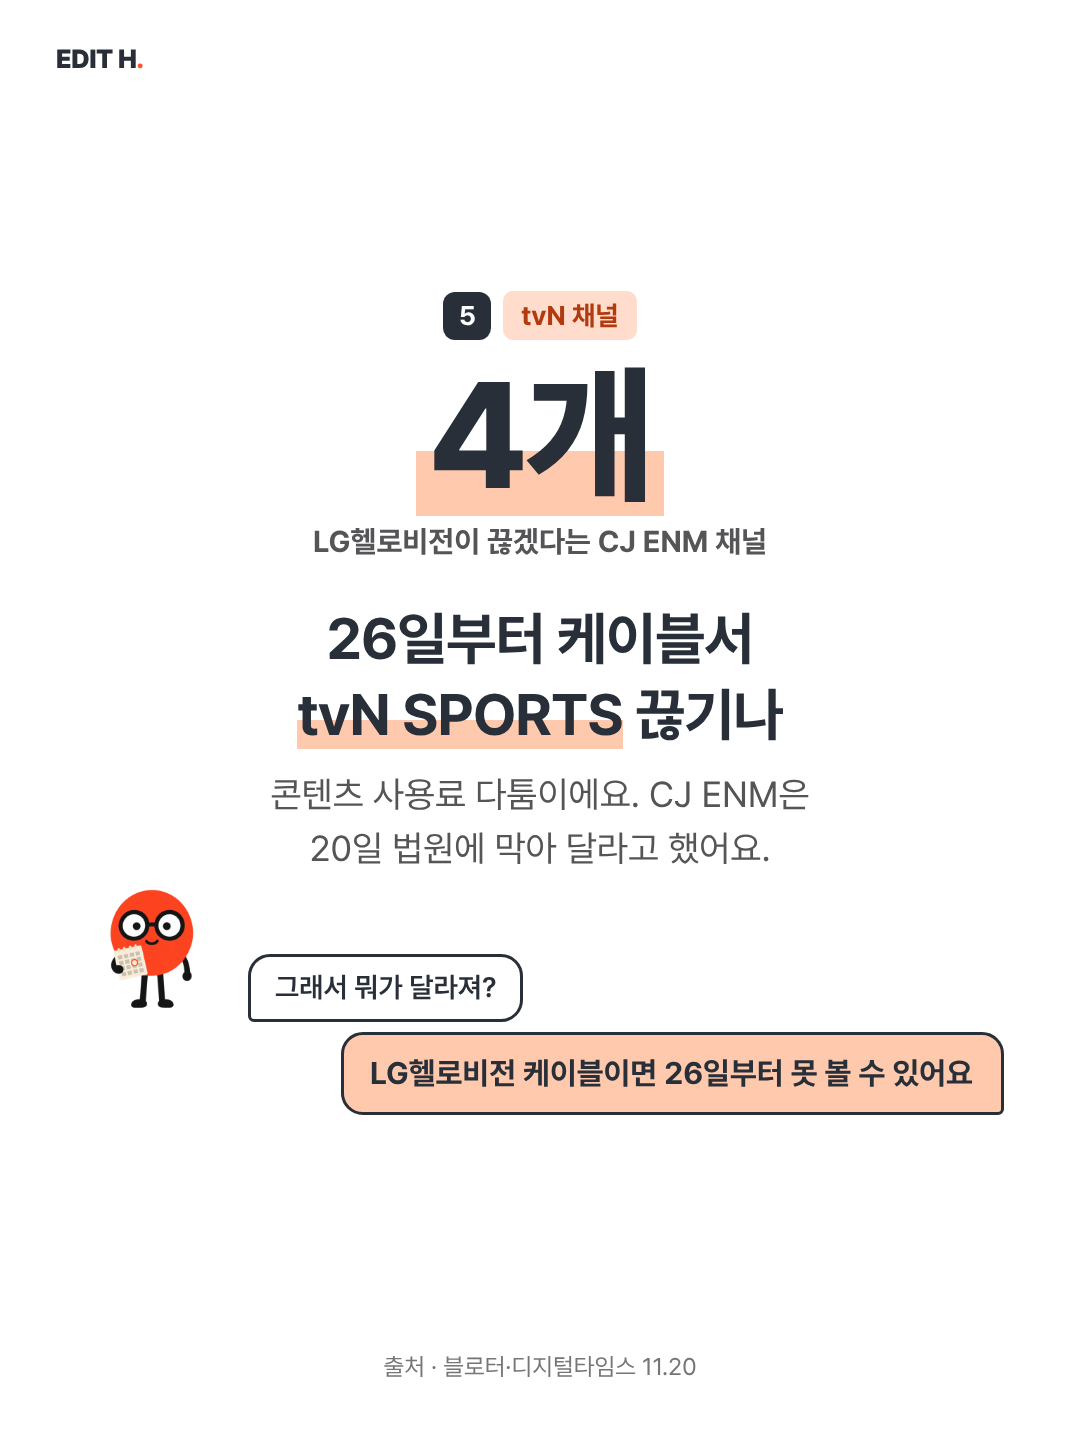 EDIT H.
5
tvN 채널
4개
LG헬로비전이 끊겠다는 CJ ENM 채널
26일부터 케이블서
tvN SPORTS 끊기나
콘텐츠 사용료 다툼이에요. CJ ENM은
20일 법원에 막아 달라고 했어요.
그래서 뭐가 달라져?
LG헬로비전 케이블이면 26일부터 못 볼 수 있어요
출처 · 블로터·디지털타임스 11.20